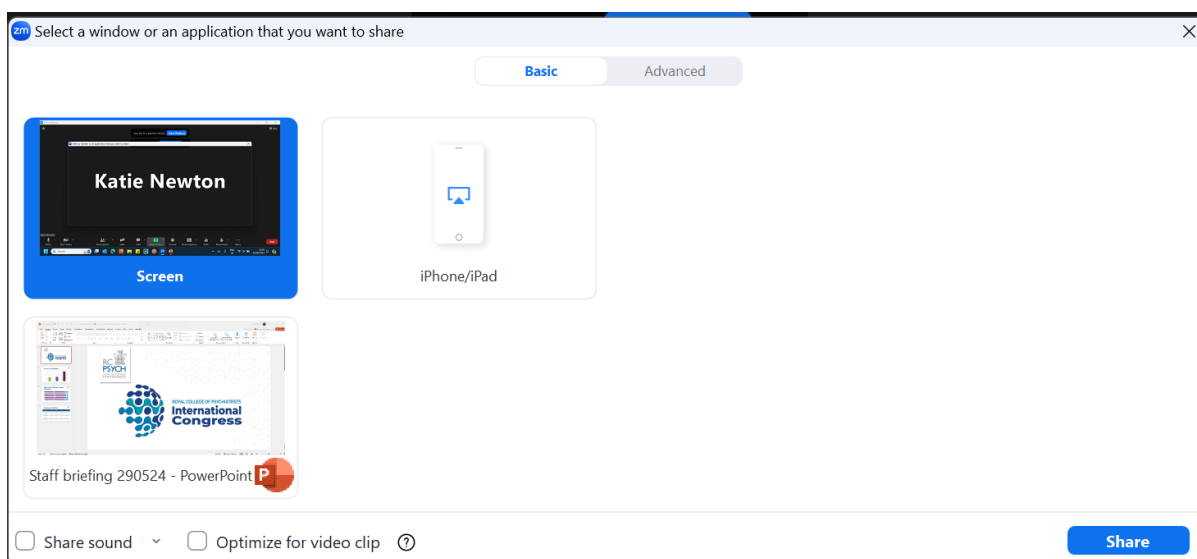 zm Select a window or an application that you want to share
Basic Advanced
Katie Newton
Screen
iPhone/iPad
RC
PSYCH
ROYAL COLLEGE OF PSYCHIATRISTS
International
Congress
Staff briefing 290524 - PowerPoint P
Share sound Optimize for video clip ?
Share